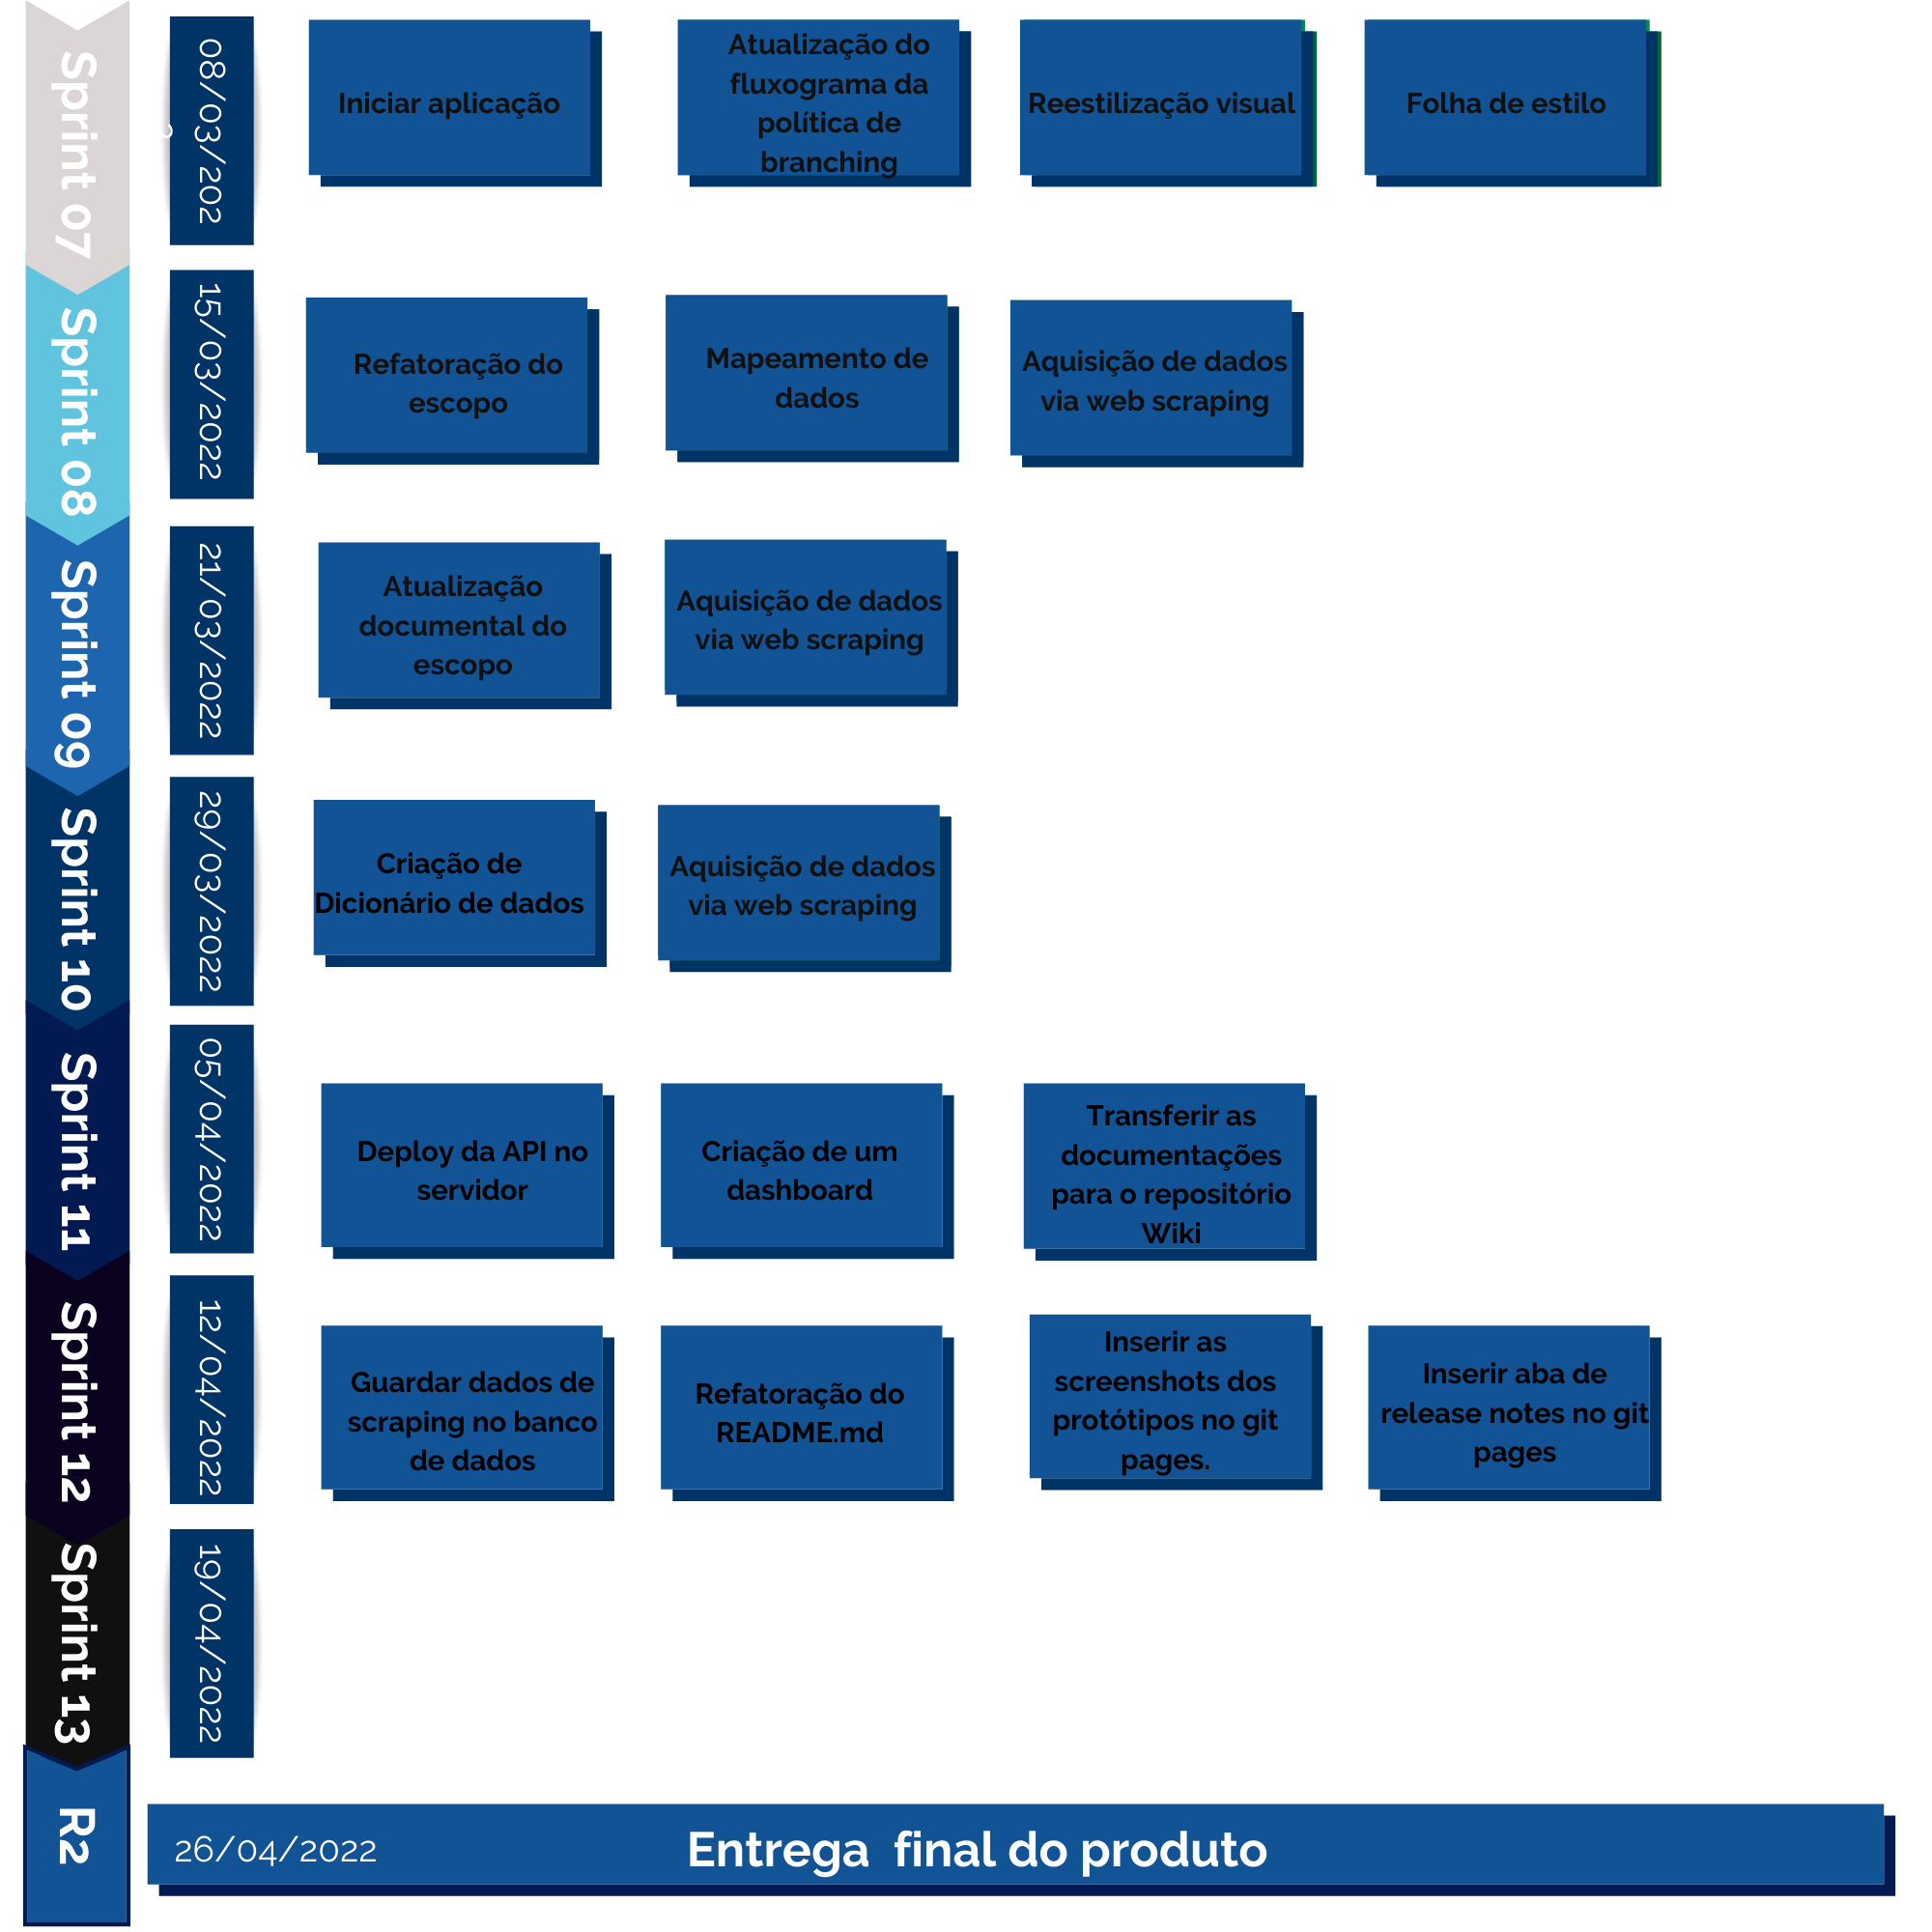 Sprint 07
08/03/202
2
Iniciar aplicação
Atualização do
fluxograma da
política de
branching
Reestilização visual
Folha de estilo
Sprint 08
15/03/2022
Refatoração do
escopo
Mapeamento de
dados
Aquisição de dados
via web scraping
Sprint 09
21/03/2022
Atualização
documental do
escopo
Aquisição de dados
via web scraping
Sprint 10
29/03/2022
Criação de
Dicionário de dados
Aquisição de dados
via web scraping
Sprint 11
05/04/2022
Deploy da API no
servidor
Criação de um
dashboard
Transferir as
documentações
para o repositório
Wiki
Sprint 12
12/04/2022
Guardar dados de
scraping no banco
de dados
Refatoração do
README.md
Inserir as
screenshots dos
protótipos no git
pages.
Inserir aba de
release notes no git
pages
Sprint 13
19/04/2022
R2
26/04/2022
Entrega final do produto